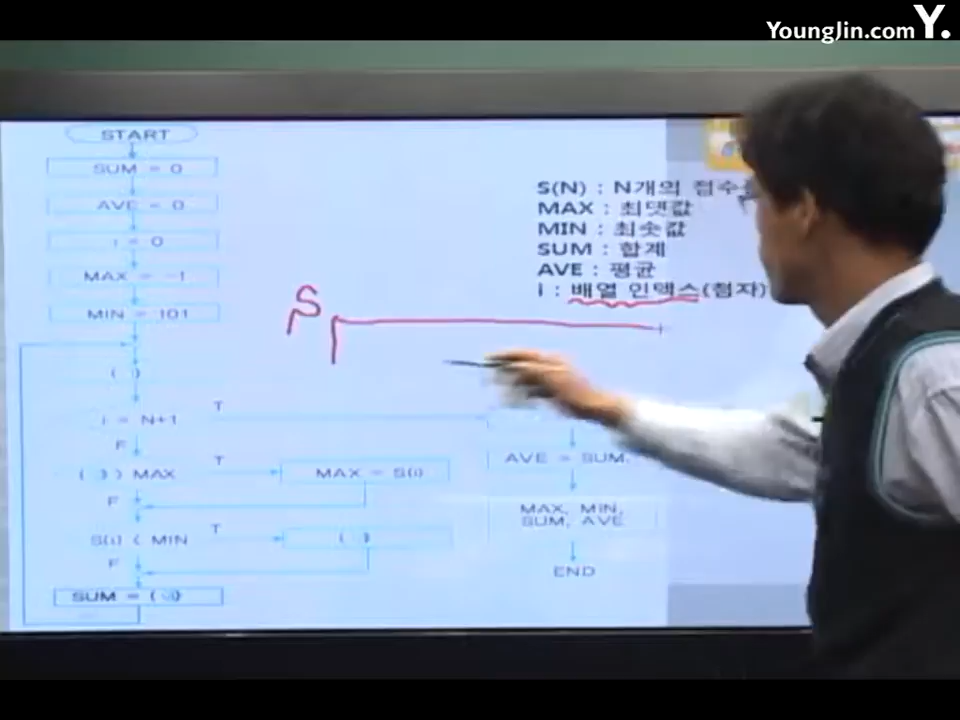 YoungJin.com Y.
START
SUM = 0
AVE = 0
i = 0
MAX = -1
MIN = 101
( )
i = N+1
T
F
( 3 ) MAX
T
MAX = S(i)
F
S(i) < MIN
T
( )
F
SUM = ( )
S
S(N) : N개의 점수를
MAX : 최댓값
MIN : 최솟값
SUM : 합계
AVE : 평균
i : 배열 인덱스(첨자)
AVE = SUM
MAX, MIN,
SUM, AVE
END